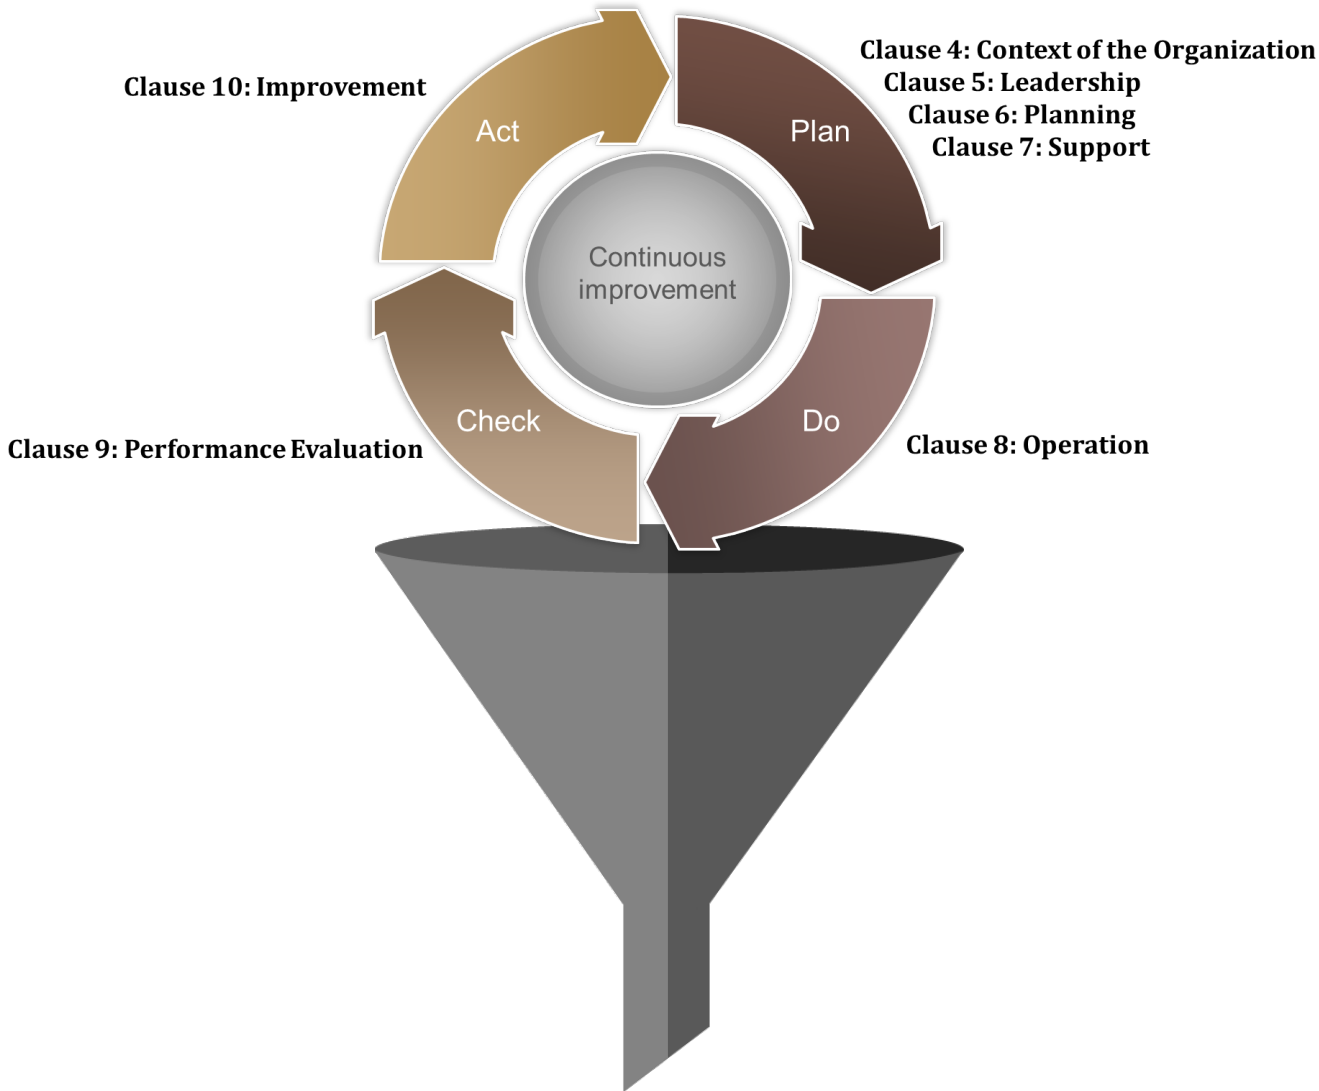 Clause 4: Context of the Organization
Clause 5: Leadership
Clause 6: Planning
Clause 7: Support
Clause 10: Improvement
Act
Plan
Continuous
improvement
Check
Do
Clause 9: Performance Evaluation
Clause 8: Operation